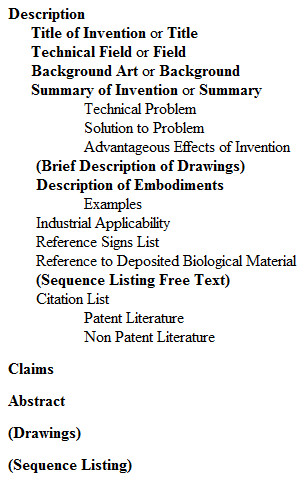 Description
Title of Invention or Title
Technical Field or Field
Background Art or Background
Summary of Invention or Summary
Technical Problem
Solution to Problem
Advantageous Effects of Invention
(Brief Description of Drawings)
Description of Embodiments
Examples
Industrial Applicability
Reference Signs List
Reference to Deposited Biological Material
(Sequence Listing Free Text)
Citation List
Patent Literature
Non Patent Literature
Claims
Abstract
(Drawings)
(Sequence Listing)